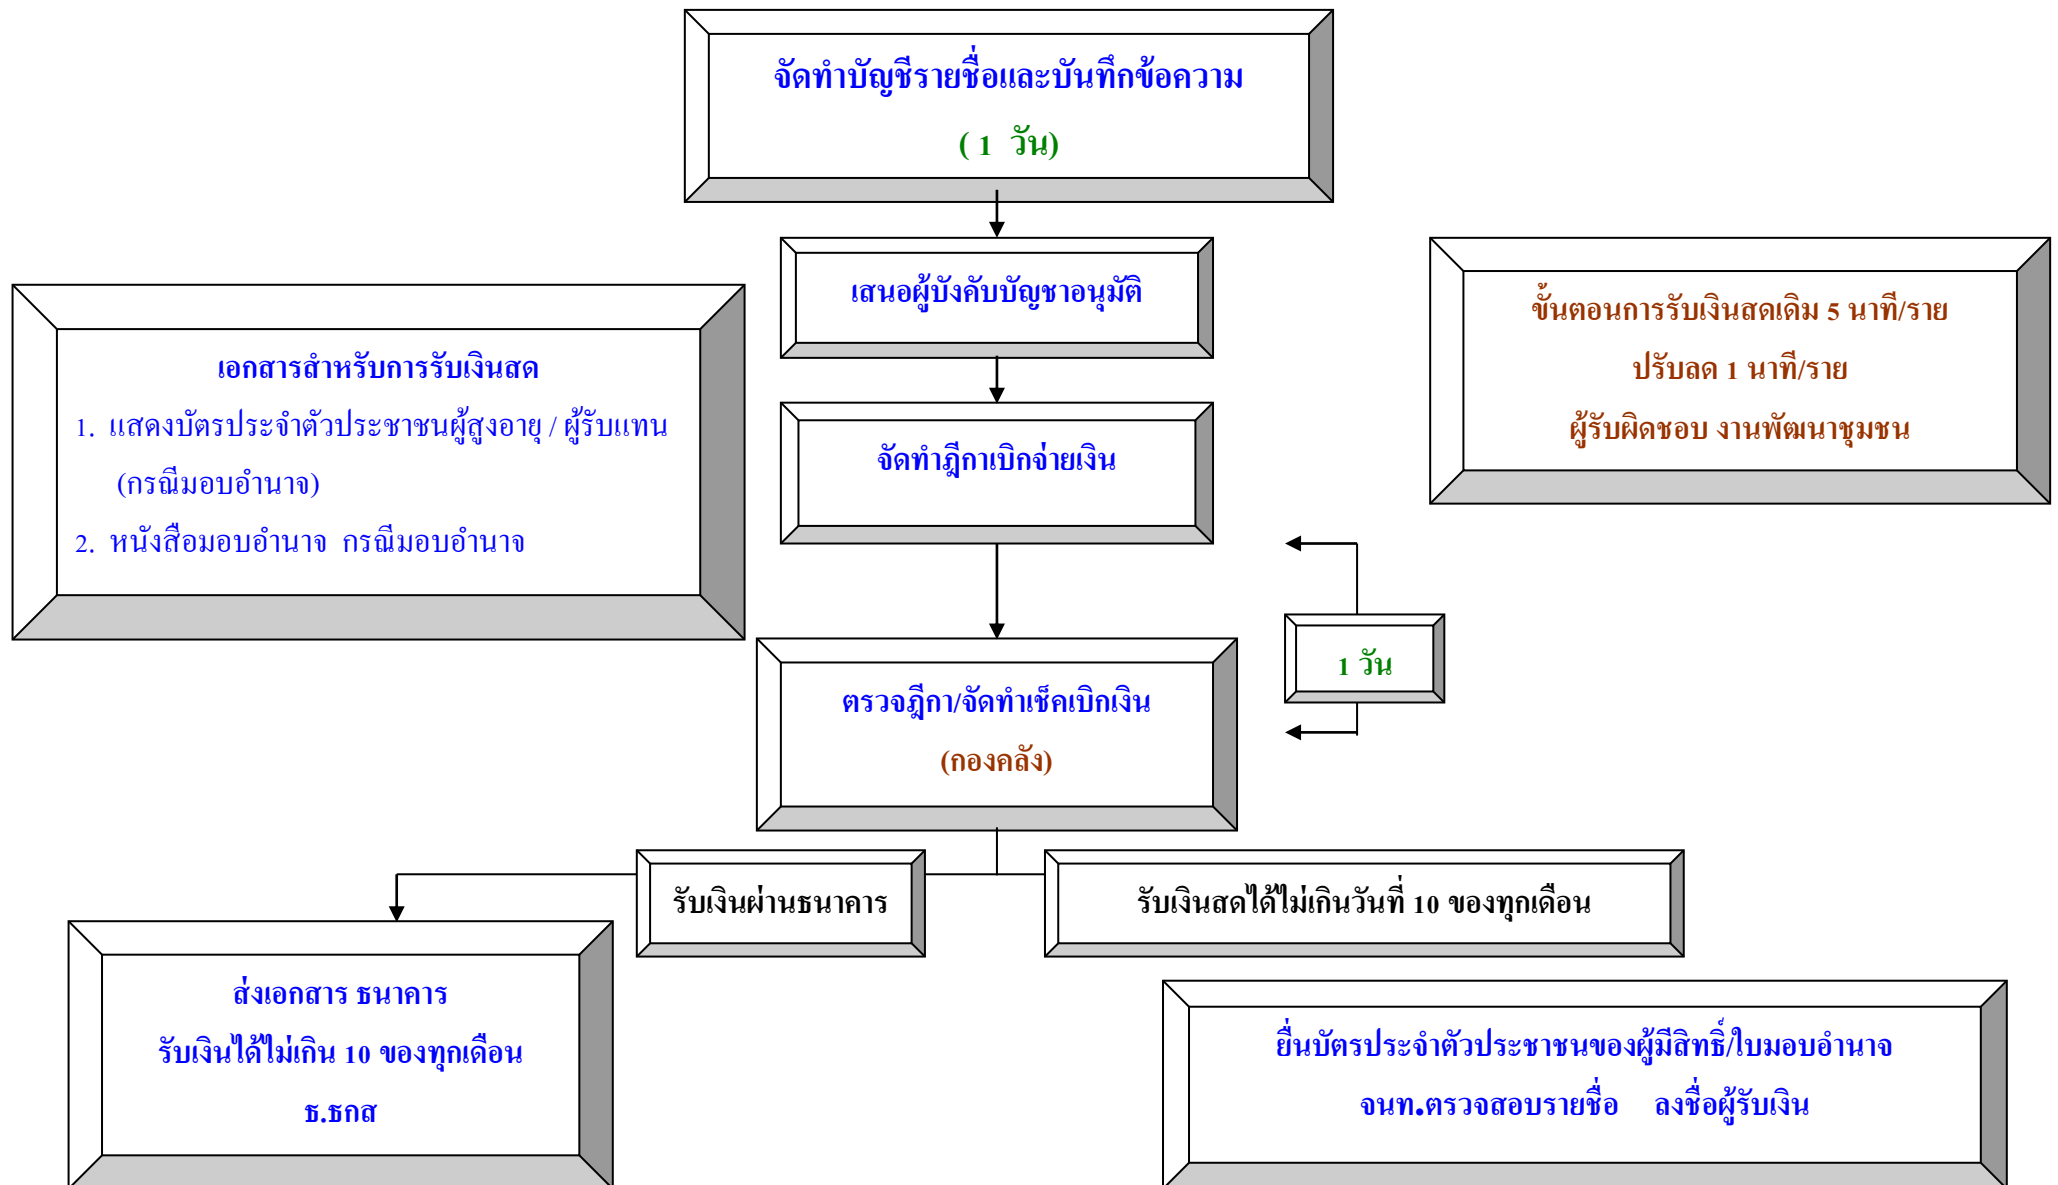 จัดทำบัญชีรายชื่อและบันทึกข้อความ
( 1 วัน)
เสนอผู้บังคับบัญชาอนุมัติ
ขั้นตอนการรับเงินสดเดิม 5 นาที/ราย
ปรับลด 1 นาที/ราย
ผู้รับผิดชอบ งานพัฒนาชุมชน
เอกสารสำหรับการรับเงินสด
1. แสดงบัตรประจำตัวประชาชนผู้สูงอายุ / ผู้รับแทน
(กรณีมอบอำนาจ)
2. หนังสือมอบอำนาจ กรณีมอบอำนาจ
จัดทำฎีกาเบิกจ่ายเงิน
1 วัน
ตรวจฎีกา/จัดทำเช็คเบิกเงิน
(กองคลัง)
รับเงินผ่านธนาคาร
รับเงินสดได้ไม่เกินวันที่ 10 ของทุกเดือน
ส่งเอกสาร ธนาคาร
รับเงินได้ไม่เกิน 10 ของทุกเดือน
ธ.ธกส
ยื่นบัตรประจำตัวประชาชนของผู้มีสิทธิ์/ใบมอบอำนาจ
จนท.ตรวจสอบรายชื่อ ลงชื่อผู้รับเงิน